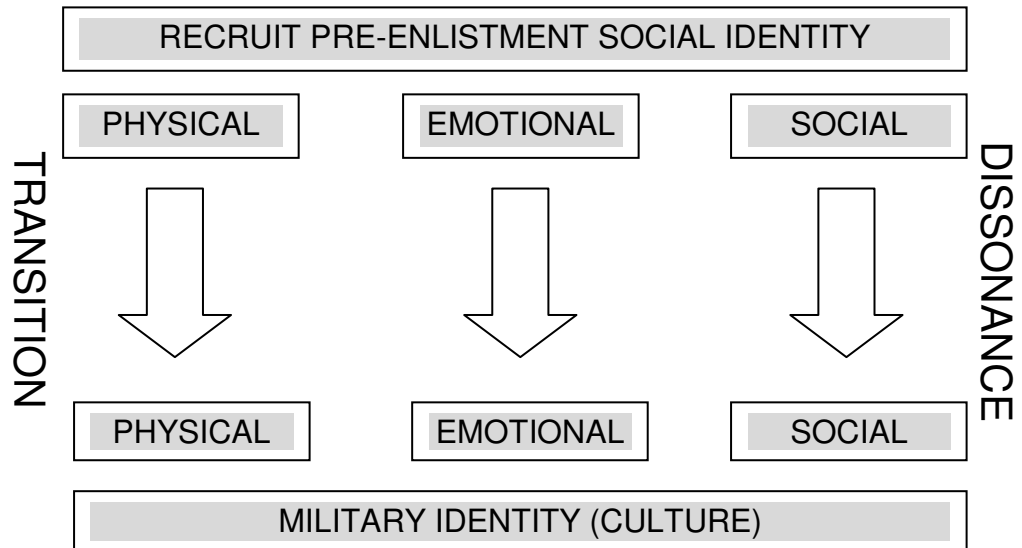 RECRUIT PRE-ENLISTMENT SOCIAL IDENTITY
PHYSICAL
EMOTIONAL
SOCIAL
TRANSITION
DISSONANCE
PHYSICAL
EMOTIONAL
SOCIAL
MILITARY IDENTITY (CULTURE)